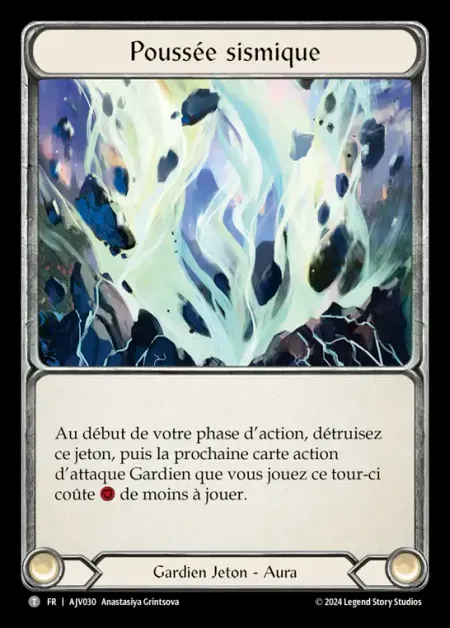 Poussée sismique
Au début de votre phase d'action, détruisez
ce jeton, puis la prochaine carte action
d'attaque Gardien que vous jouez ce tour-ci
coûte de moins à jouer.
Gardien Jeton - Aura
T FR | AJV030 Anastasiya Grintsova
© 2024 Legend Story Studios